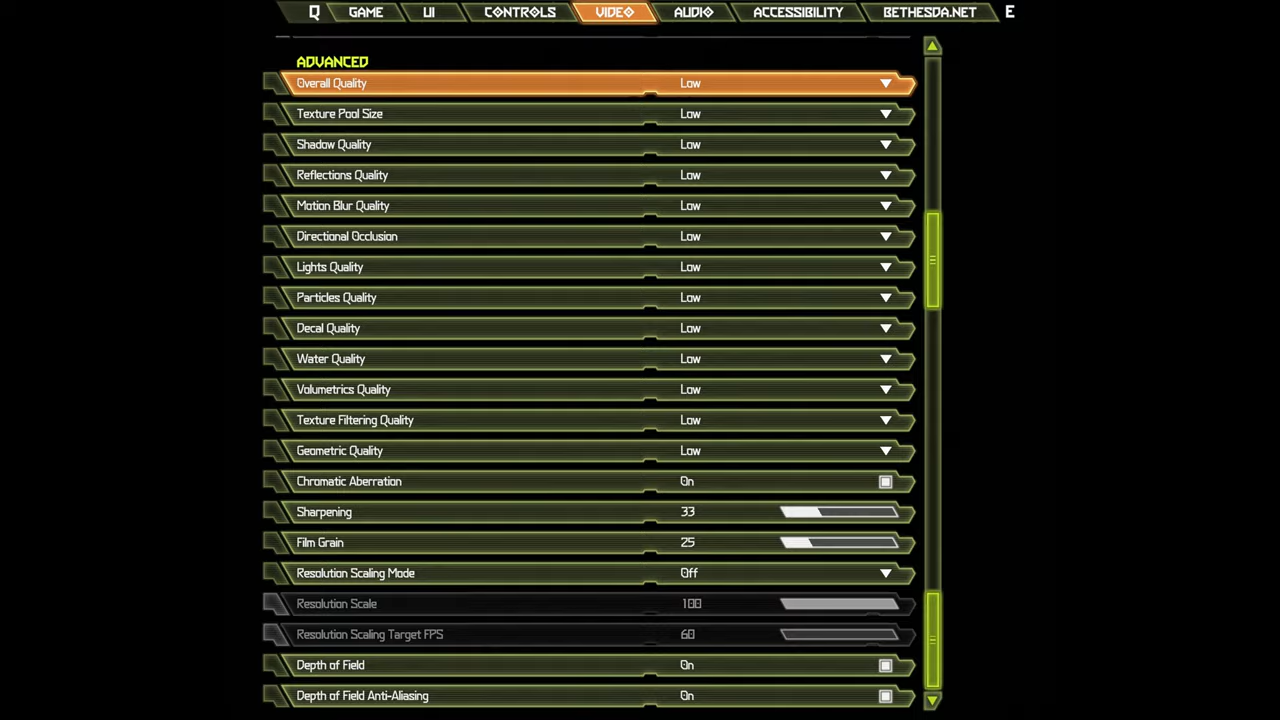 Q GAME UI CONTROLS VIDEO AUDIO ACCESSIBILITY BETHESDA.NET E
ADVANCED
Overall Quality Low
Texture Pool Size Low
Shadow Quality Low
Reflections Quality Low
Motion Blur Quality Low
Directional Occlusion Low
Lights Quality Low
Particles Quality Low
Decal Quality Low
Water Quality Low
Volumetrics Quality Low
Texture Filtering Quality Low
Geometric Quality Low
Chromatic Aberration On
Sharpening 33
Film Grain 25
Resolution Scaling Mode Off
Resolution Scale 100
Resolution Scaling Target FPS 60
Depth of Field On
Depth of Field Anti-Aliasing On